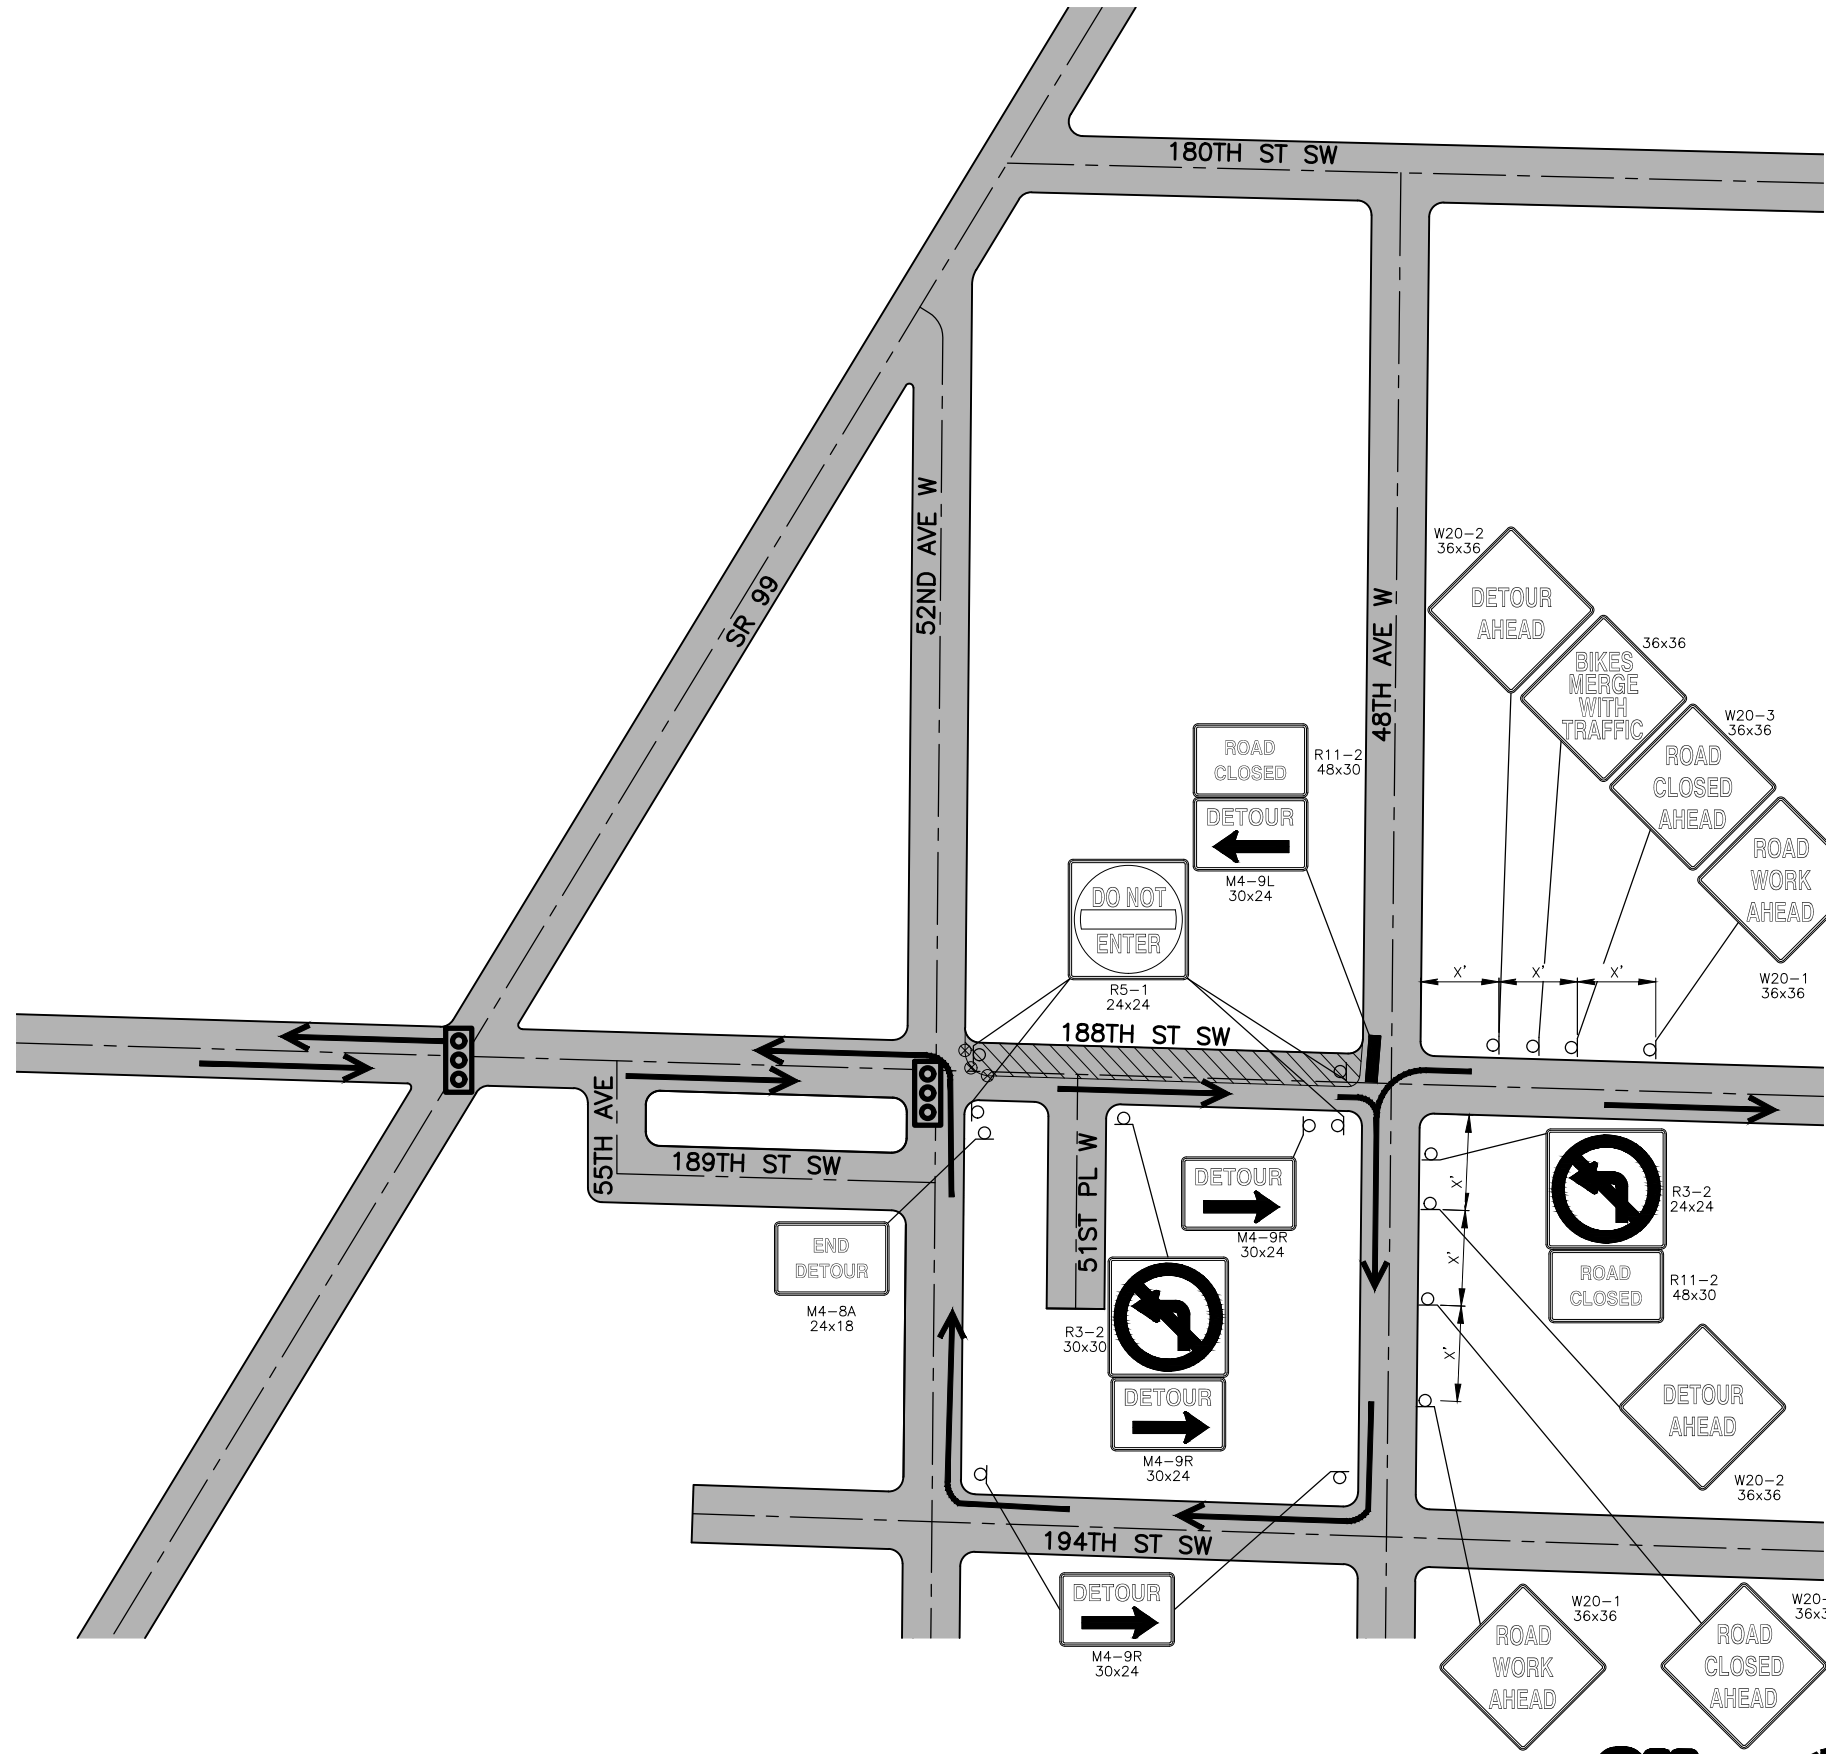 180TH ST SW
52ND AVE W
SR 99
48TH AVE W
W20-2
36x36
DETOUR
AHEAD
36x36
BIKES
MERGE
WITH
TRAFFIC
W20-3
36x36
ROAD
CLOSED
AHEAD
ROAD
WORK
AHEAD
W20-1
36x36
ROAD
CLOSED
R11-2
48x30
DETOUR
M4-9L
30x24
DO NOT
ENTER
R5-1
24x24
X'
X'
X'
188TH ST SW
55TH AVE
189TH ST SW
51ST PL W
DETOUR
M4-9R
30x24
END
DETOUR
M4-8A
24x18
R3-2
30x30
DETOUR
M4-9R
30x24
X'
X'
X'
R3-2
24x24
ROAD
CLOSED
R11-2
48x30
DETOUR
AHEAD
W20-2
36x36
194TH ST SW
DETOUR
M4-9R
30x24
W20-1
36x36
ROAD
WORK
AHEAD
ROAD
CLOSED
AHEAD